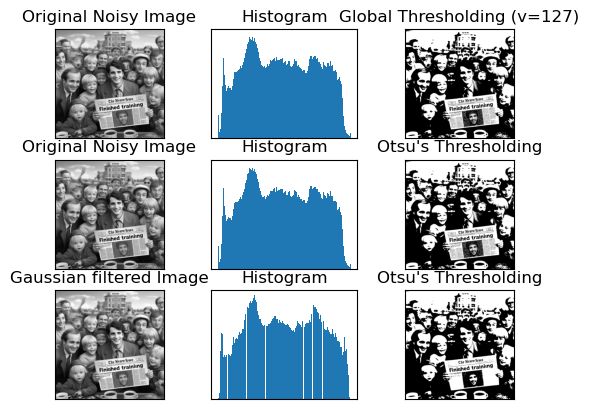 Original Noisy Image
Histogram
Global Thresholding (v=127)
Finished training
Original Noisy Image
Histogram
Otsu's Thresholding
Finished training
Gaussian filtered Image
Histogram
Otsu's Thresholding
Finished training